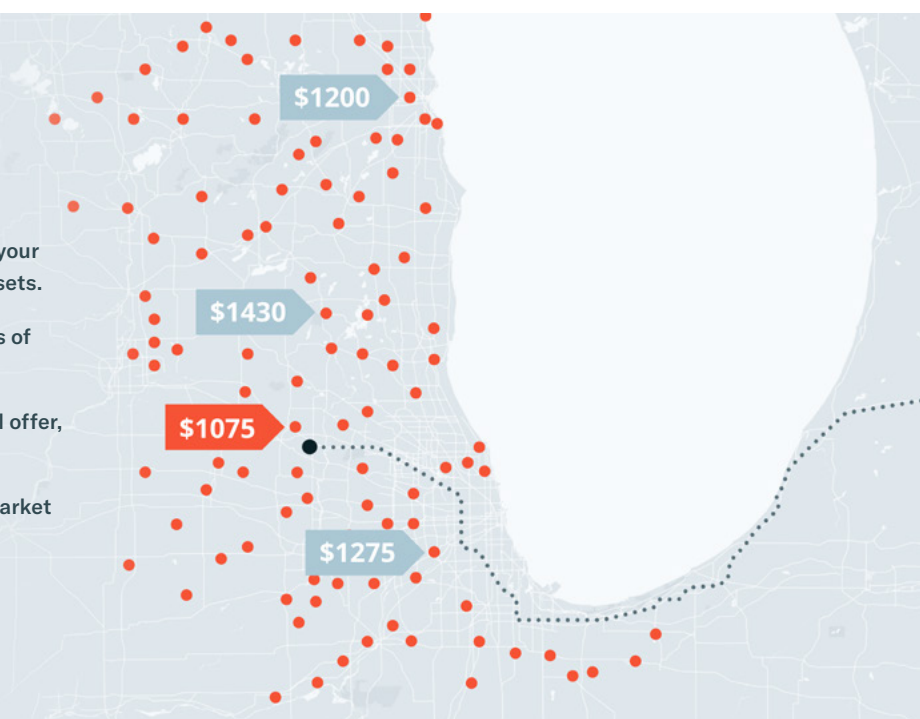 $1200
your
sets.
$1430
s of
l offer,
$1075
arket
$1275